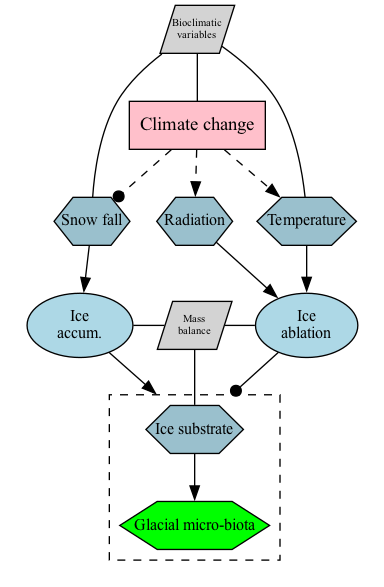 Bioclimatic
variables
Climate change
Snow fall
Radiation
Temperature
Ice
accum.
Mass
balance
Ice
ablation
Ice substrate
Glacial micro-biota